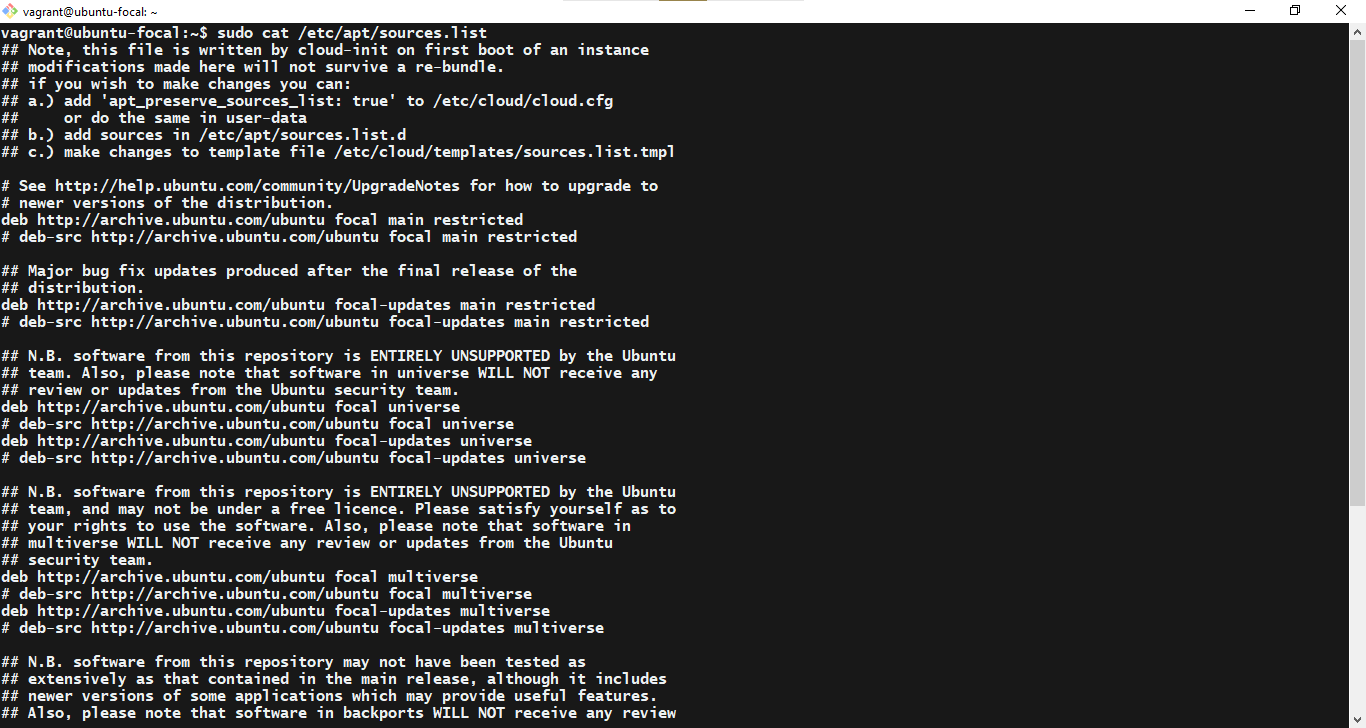 vagrant@ubuntu-focal: ~
vagrant@ubuntu-focal:~$ sudo cat /etc/apt/sources.list
## Note, this file is written by cloud-init on first boot of an instance
## modifications made here will not survive a re-bundle.
## if you wish to make changes you can:
## a.) add 'apt_preserve_sources_list: true' to /etc/cloud/cloud.cfg
##     or do the same in user-data
## b.) add sources in /etc/apt/sources.list.d
## c.) make changes to template file /etc/cloud/templates/sources.list.tmpl

# See http://help.ubuntu.com/community/UpgradeNotes for how to upgrade to
# newer versions of the distribution.
deb http://archive.ubuntu.com/ubuntu focal main restricted
# deb-src http://archive.ubuntu.com/ubuntu focal main restricted

## Major bug fix updates produced after the final release of the
## distribution.
deb http://archive.ubuntu.com/ubuntu focal-updates main restricted
# deb-src http://archive.ubuntu.com/ubuntu focal-updates main restricted

## N.B. software from this repository is ENTIRELY UNSUPPORTED by the Ubuntu
## team. Also, please note that software in universe WILL NOT receive any
## review or updates from the Ubuntu security team.
deb http://archive.ubuntu.com/ubuntu focal universe
# deb-src http://archive.ubuntu.com/ubuntu focal universe
deb http://archive.ubuntu.com/ubuntu focal-updates universe
# deb-src http://archive.ubuntu.com/ubuntu focal-updates universe

## N.B. software from this repository is ENTIRELY UNSUPPORTED by the Ubuntu
## team, and may not be under a free licence. Please satisfy yourself as to
## your rights to use the software. Also, please note that software in
## multiverse WILL NOT receive any review or updates from the Ubuntu
## security team.
deb http://archive.ubuntu.com/ubuntu focal multiverse
# deb-src http://archive.ubuntu.com/ubuntu focal multiverse
deb http://archive.ubuntu.com/ubuntu focal-updates multiverse
# deb-src http://archive.ubuntu.com/ubuntu focal-updates multiverse

## N.B. software from this repository may not have been tested as
## extensively as that contained in the main release, although it includes
## newer versions of some applications which may provide useful features.
## Also, please note that software in backports WILL NOT receive any review